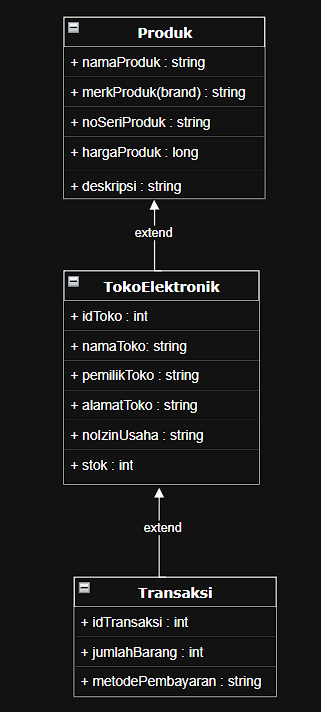 Produk
+ namaProduk : string
+ merkProduk(brand) : string
+ noSeriProduk : string
+ hargaProduk : long
+ deskripsi : string
extend
TokoElektronik
+ idToko : int
+ namaToko: string
+ pemilikToko : string
+ alamatToko : string
+ noIzinUsaha : string
+ stok : int
extend
Transaksi
+ idTransaksi : int
+ jumlahBarang : int
+ metodePembayaran : string